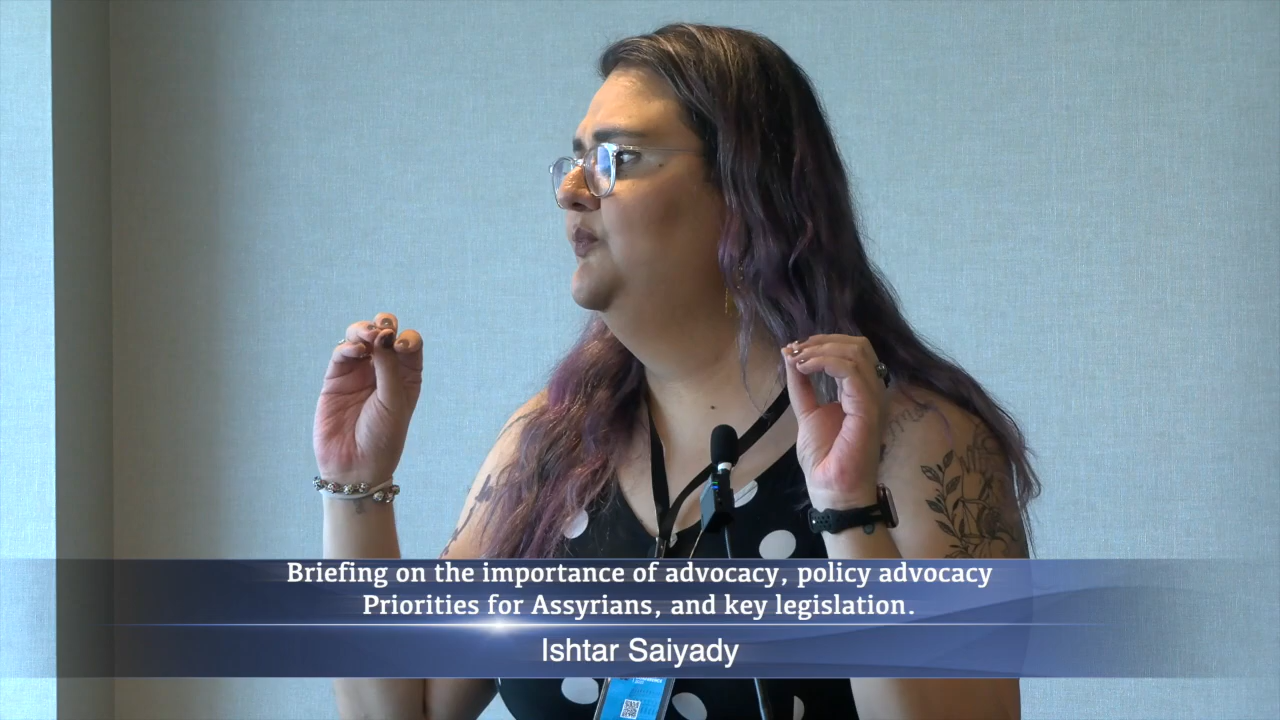 Briefing on the importance of advocacy, policy advocacy
Priorities for Assyrians, and key legislation.
Ishtar Saiyady